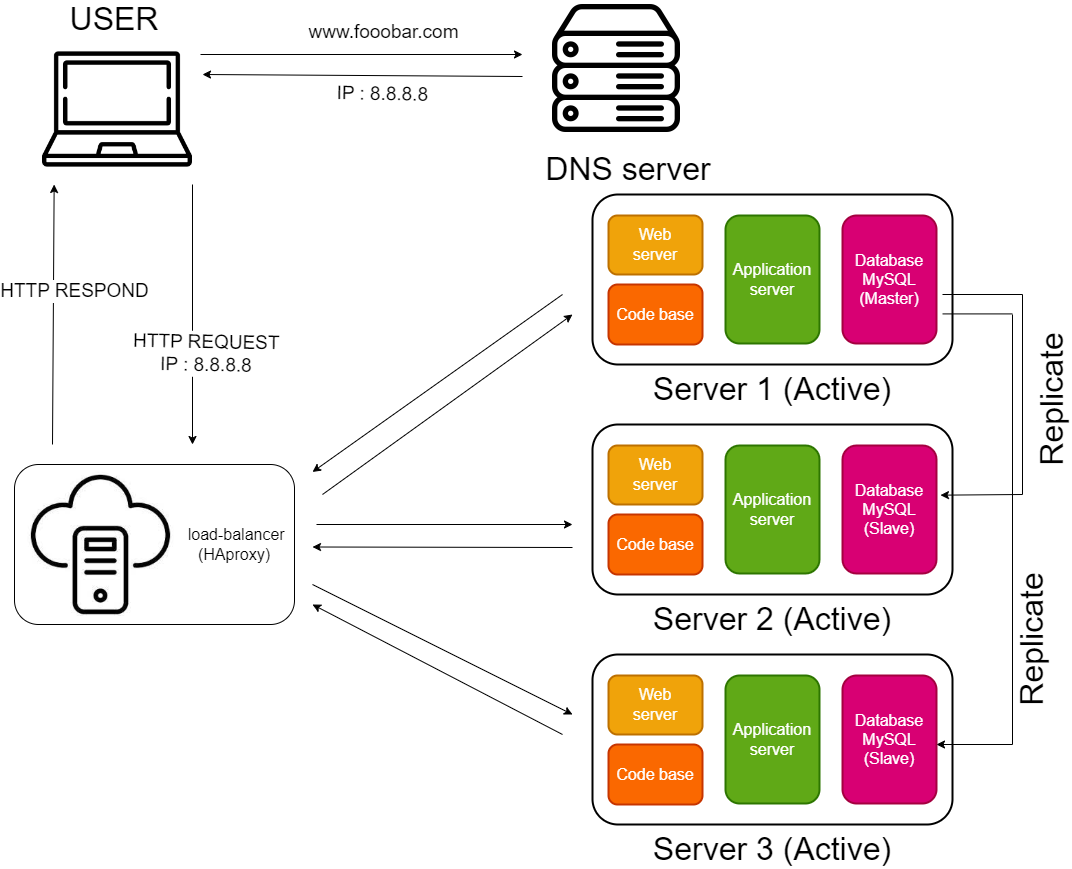 USER
www.fooobar.com
IP : 8.8.8.8
DNS server
HTTP RESPOND
HTTP REQUEST
IP : 8.8.8.8
load-balancer
(HAproxy)
Web
server
Code base
Application
server
Database
MySQL
(Master)
Server 1 (Active)
Replicate
Web
server
Code base
Application
server
Database
MySQL
(Slave)
Server 2 (Active)
Replicate
Web
server
Code base
Application
server
Database
MySQL
(Slave)
Server 3 (Active)